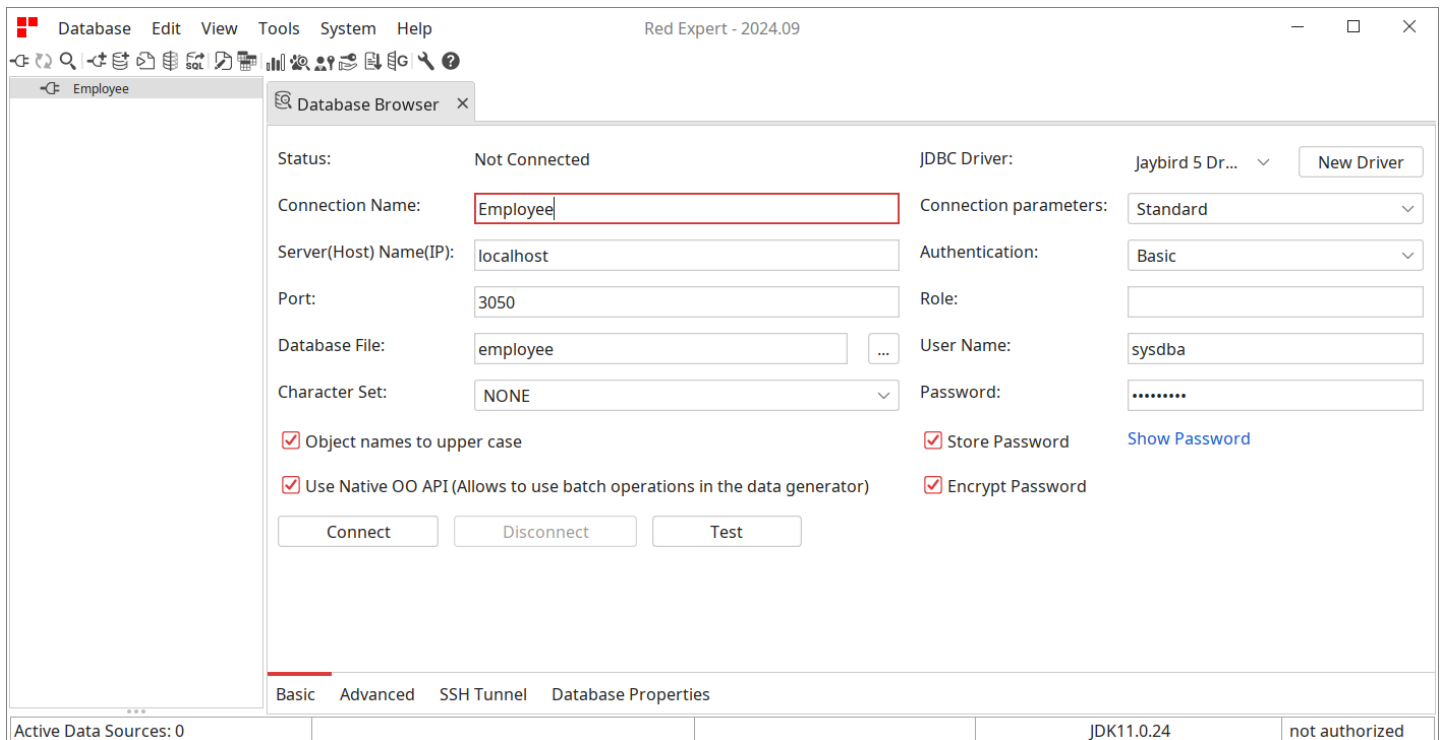 Database Edit View Tools System Help Red Expert - 2024.09
SQL G
Employee
Database Browser
Status: Not Connected JDBC Driver: Jaybird 5 Dr... New Driver
Connection Name: Employee Connection parameters: Standard
Server(Host) Name(IP): localhost Authentication: Basic
Port: 3050 Role:
Database File: employee ... User Name: sysdba
Character Set: NONE Password: •••••••••
Object names to upper case Store Password Show Password
Use Native OO API (Allows to use batch operations in the data generator) Encrypt Password
Connect Disconnect Test
Basic Advanced SSH Tunnel Database Properties
Active Data Sources: 0 JDK11.0.24 not authorized